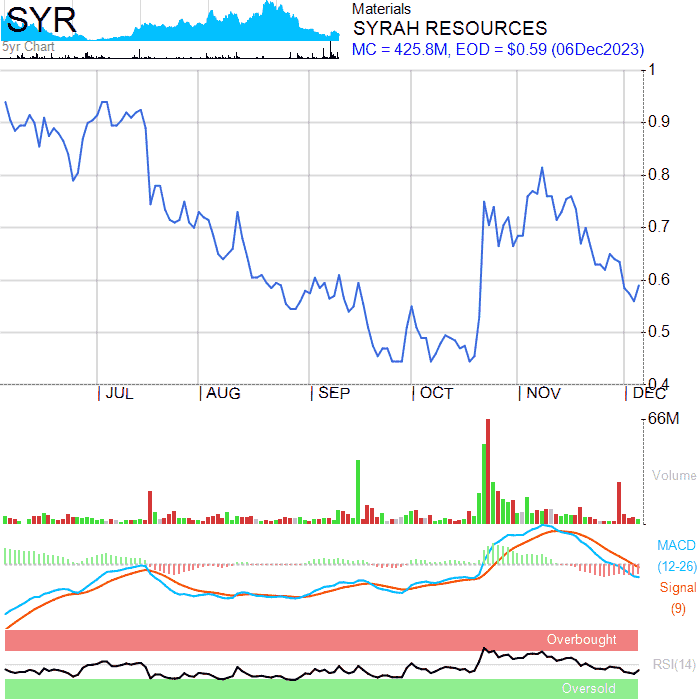 SYR
5yr Chart
Materials
SYRAH RESOURCES
MC = 425.8M, EOD = $0.59 (06Dec2023)
1
0.9
0.8
0.7
0.6
0.5
0.4
JUL AUG SEP OCT NOV DEC
66M
Volume
MACD
(12-26)
Signal
(9)
Overbought
RSI(14)
Oversold